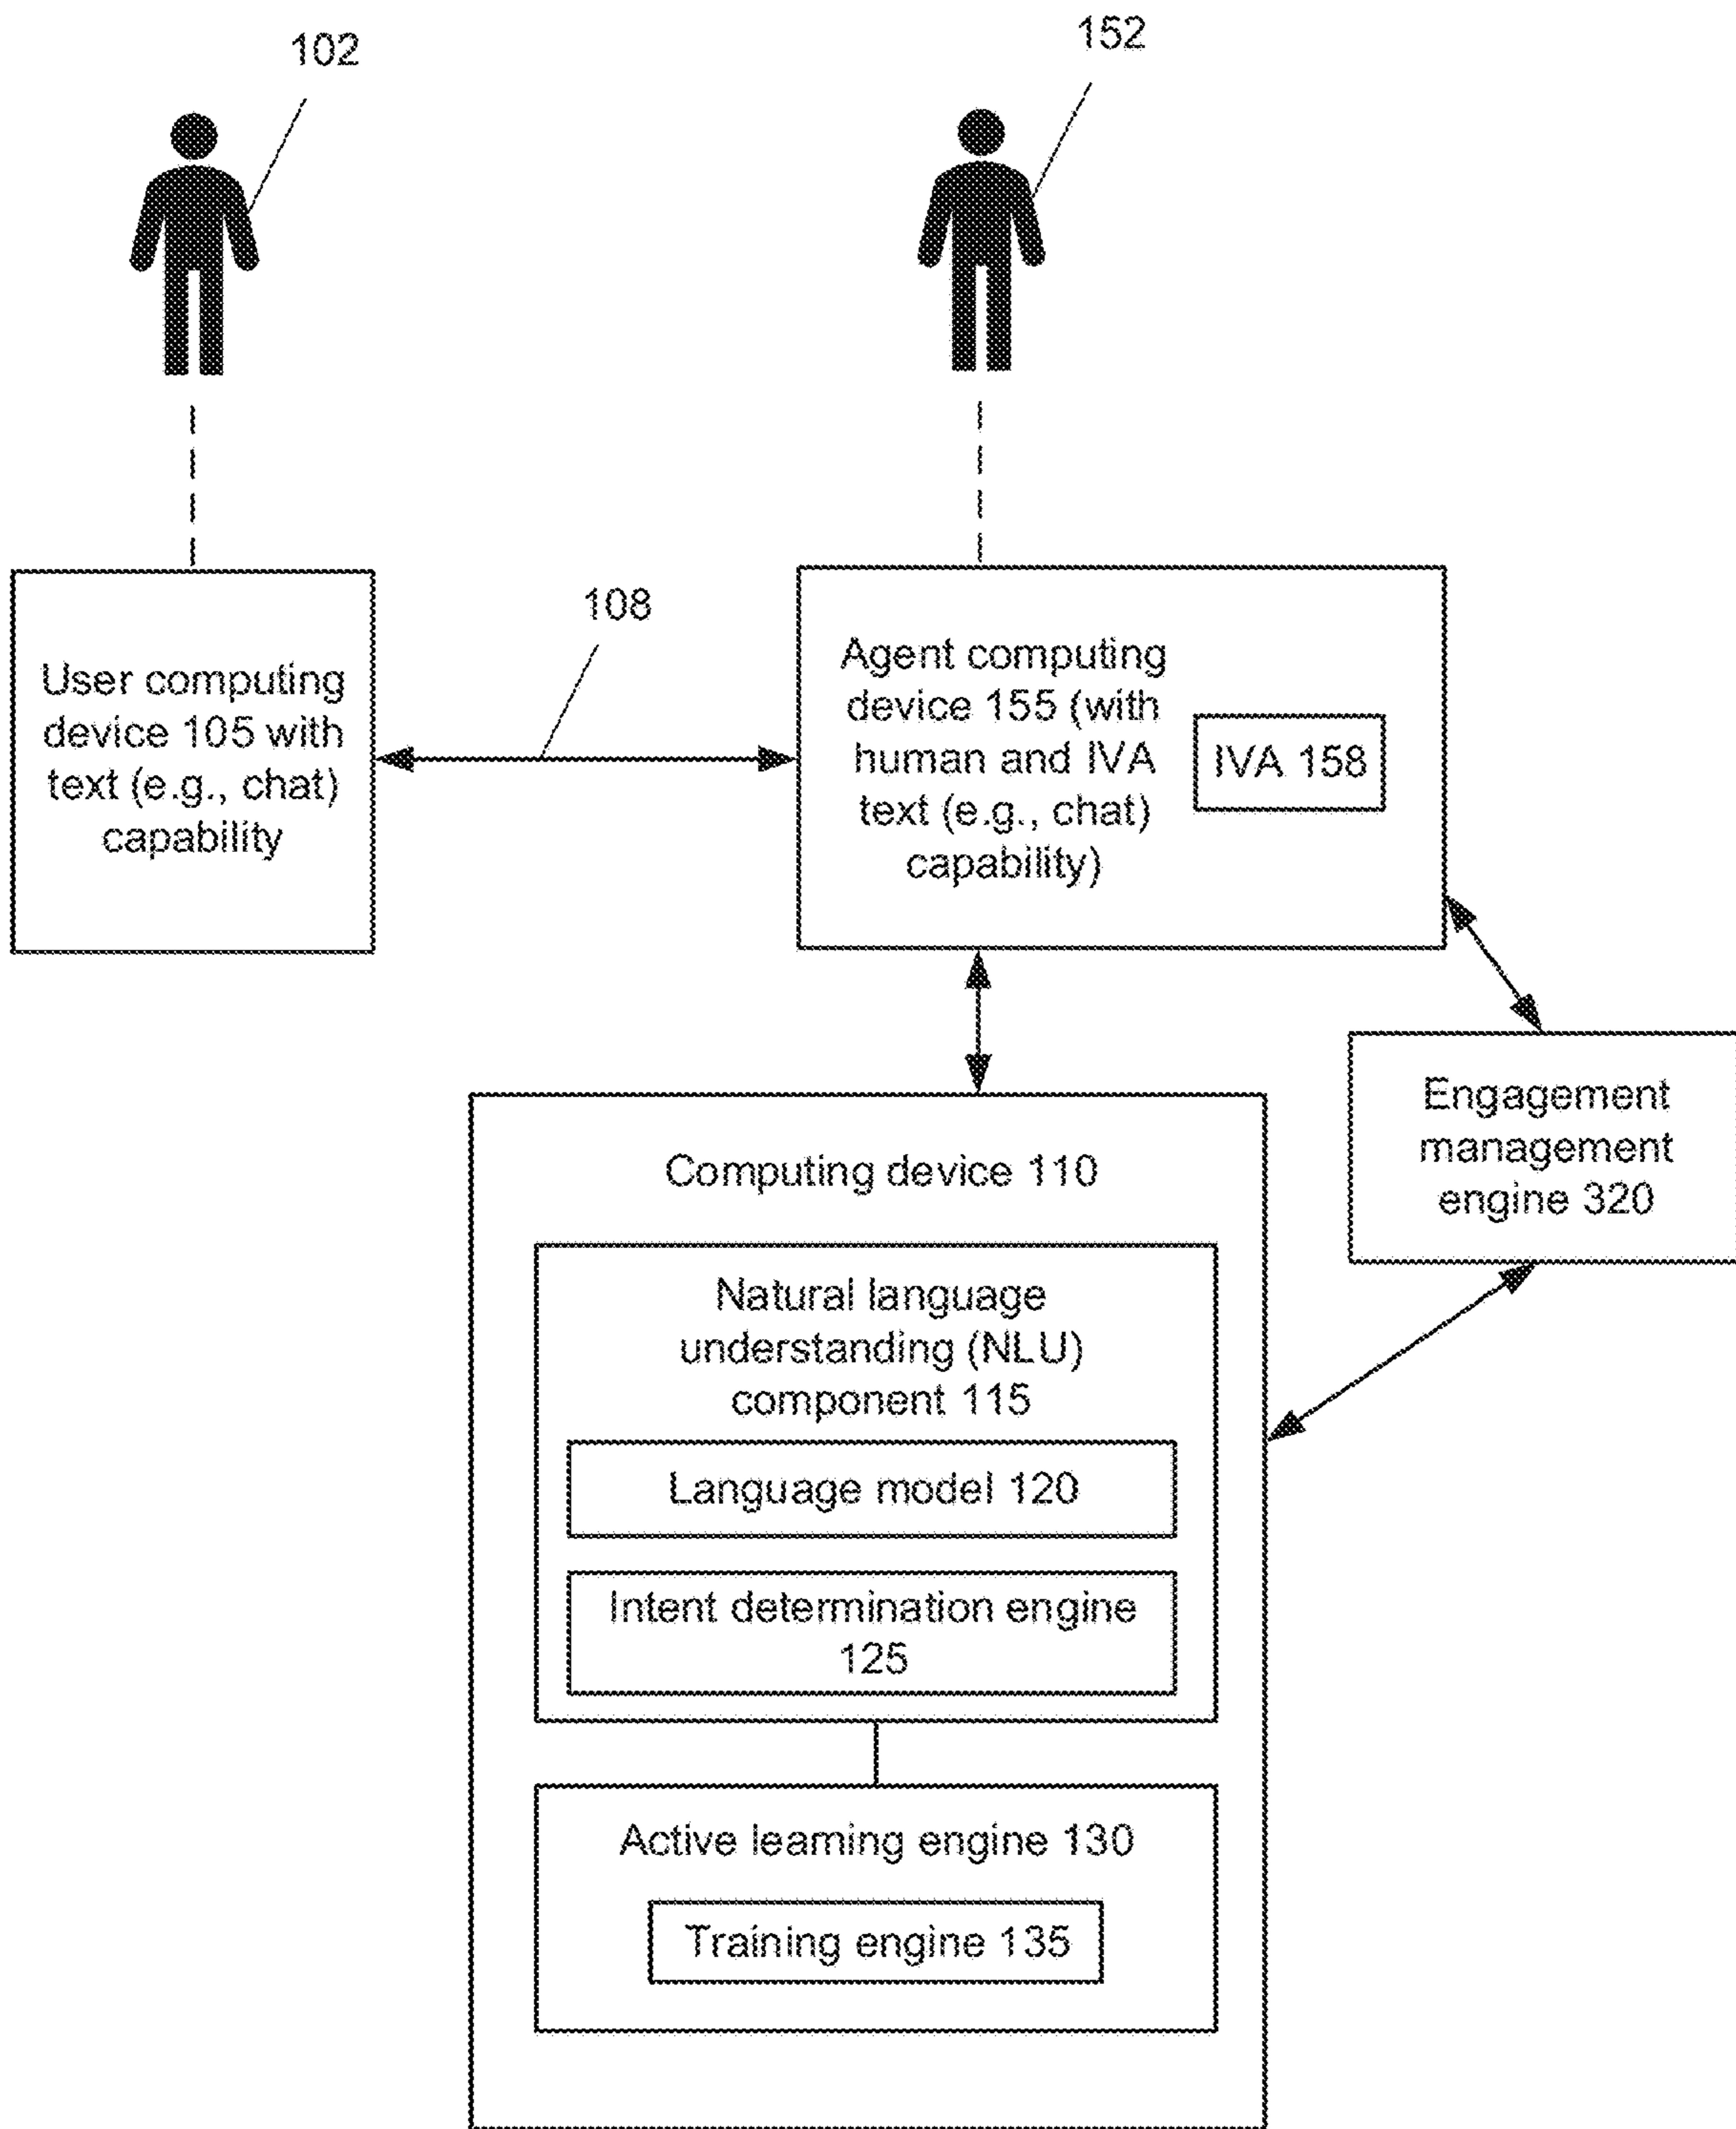 102
152
108
User computing
device 105 with
text (e.g., chat)
capability
Agent computing
device 155 (with
human and IVA
text (e.g., chat)
capability)
IVA 158
Engagement
management
engine 320
Computing device 110
Natural language
understanding (NLU)
component 115
Language model 120
Intent determination engine
125
Active learning engine 130
Training engine 135